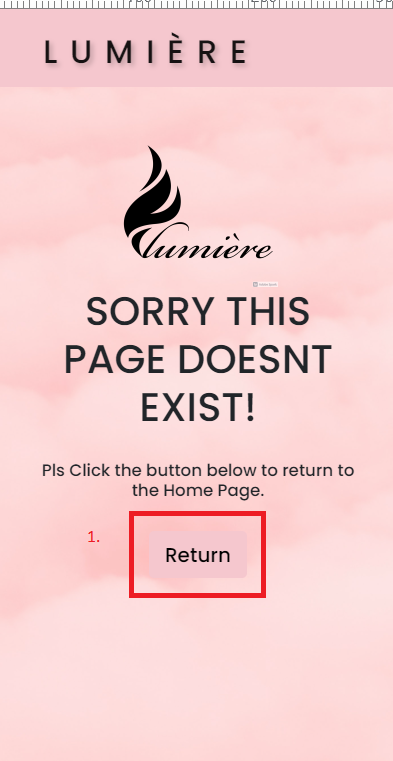 LUMIÈRE
lumière
SORRY THIS
PAGE DOESNT
EXIST!
Pls Click the button below to return to
the Home Page.
1.
Return